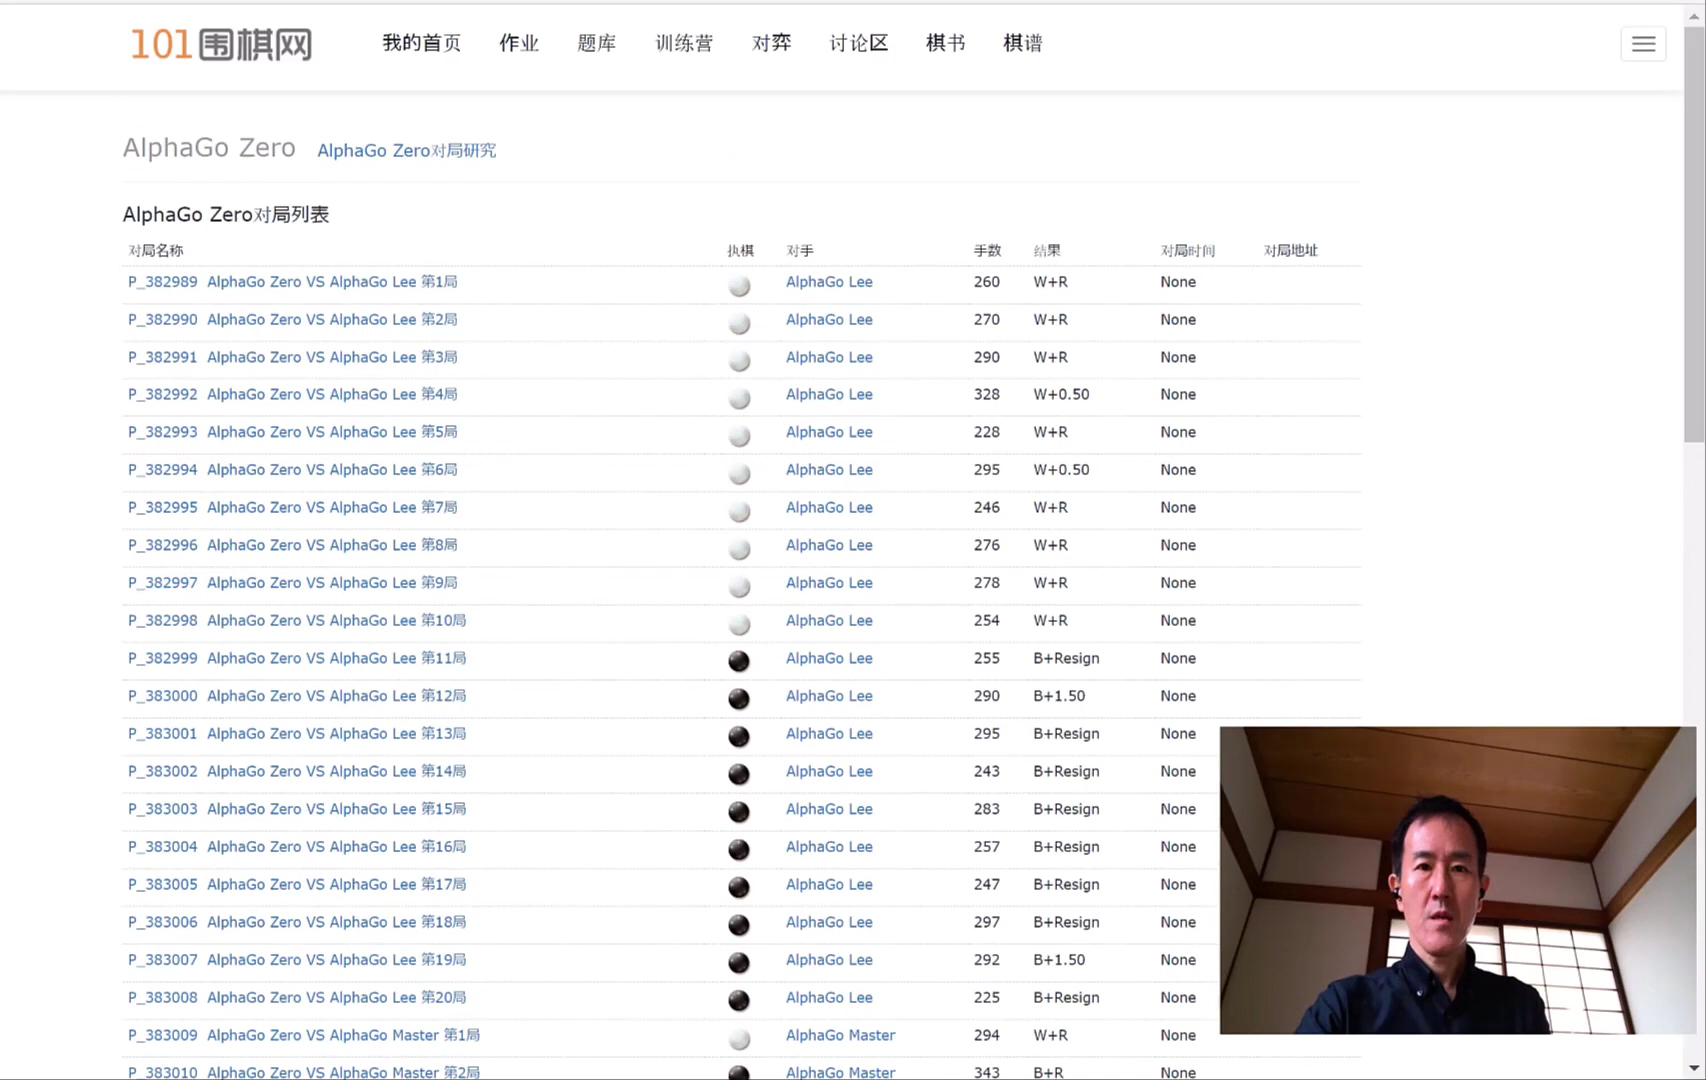 101围棋网 我的首页 作业 题库 训练营 对弈 讨论区 棋书 棋谱
AlphaGo Zero AlphaGo Zero对局研究
AlphaGo Zero对局列表
对局名称 执棋 对手 手数 结果 对局时间 对局地址
P_382989 AlphaGo Zero VS AlphaGo Lee 第1局 AlphaGo Lee 260 W+R None
P_382990 AlphaGo Zero VS AlphaGo Lee 第2局 AlphaGo Lee 270 W+R None
P_382991 AlphaGo Zero VS AlphaGo Lee 第3局 AlphaGo Lee 290 W+R None
P_382992 AlphaGo Zero VS AlphaGo Lee 第4局 AlphaGo Lee 328 W+0.50 None
P_382993 AlphaGo Zero VS AlphaGo Lee 第5局 AlphaGo Lee 228 W+R None
P_382994 AlphaGo Zero VS AlphaGo Lee 第6局 AlphaGo Lee 295 W+0.50 None
P_382995 AlphaGo Zero VS AlphaGo Lee 第7局 AlphaGo Lee 246 W+R None
P_382996 AlphaGo Zero VS AlphaGo Lee 第8局 AlphaGo Lee 276 W+R None
P_382997 AlphaGo Zero VS AlphaGo Lee 第9局 AlphaGo Lee 278 W+R None
P_382998 AlphaGo Zero VS AlphaGo Lee 第10局 AlphaGo Lee 254 W+R None
P_382999 AlphaGo Zero VS AlphaGo Lee 第11局 AlphaGo Lee 255 B+Resign None
P_383000 AlphaGo Zero VS AlphaGo Lee 第12局 AlphaGo Lee 290 B+1.50 None
P_383001 AlphaGo Zero VS AlphaGo Lee 第13局 AlphaGo Lee 295 B+Resign None
P_383002 AlphaGo Zero VS AlphaGo Lee 第14局 AlphaGo Lee 243 B+Resign None
P_383003 AlphaGo Zero VS AlphaGo Lee 第15局 AlphaGo Lee 283 B+Resign None
P_383004 AlphaGo Zero VS AlphaGo Lee 第16局 AlphaGo Lee 257 B+Resign None
P_383005 AlphaGo Zero VS AlphaGo Lee 第17局 AlphaGo Lee 247 B+Resign None
P_383006 AlphaGo Zero VS AlphaGo Lee 第18局 AlphaGo Lee 297 B+Resign None
P_383007 AlphaGo Zero VS AlphaGo Lee 第19局 AlphaGo Lee 292 B+1.50 None
P_383008 AlphaGo Zero VS AlphaGo Lee 第20局 AlphaGo Lee 225 B+Resign None
P_383009 AlphaGo Zero VS AlphaGo Master 第1局 AlphaGo Master 294 W+R None
P_383010 AlphaGo Zero VS AlphaGo Master 第2局 AlphaGo Master 343 B+R None